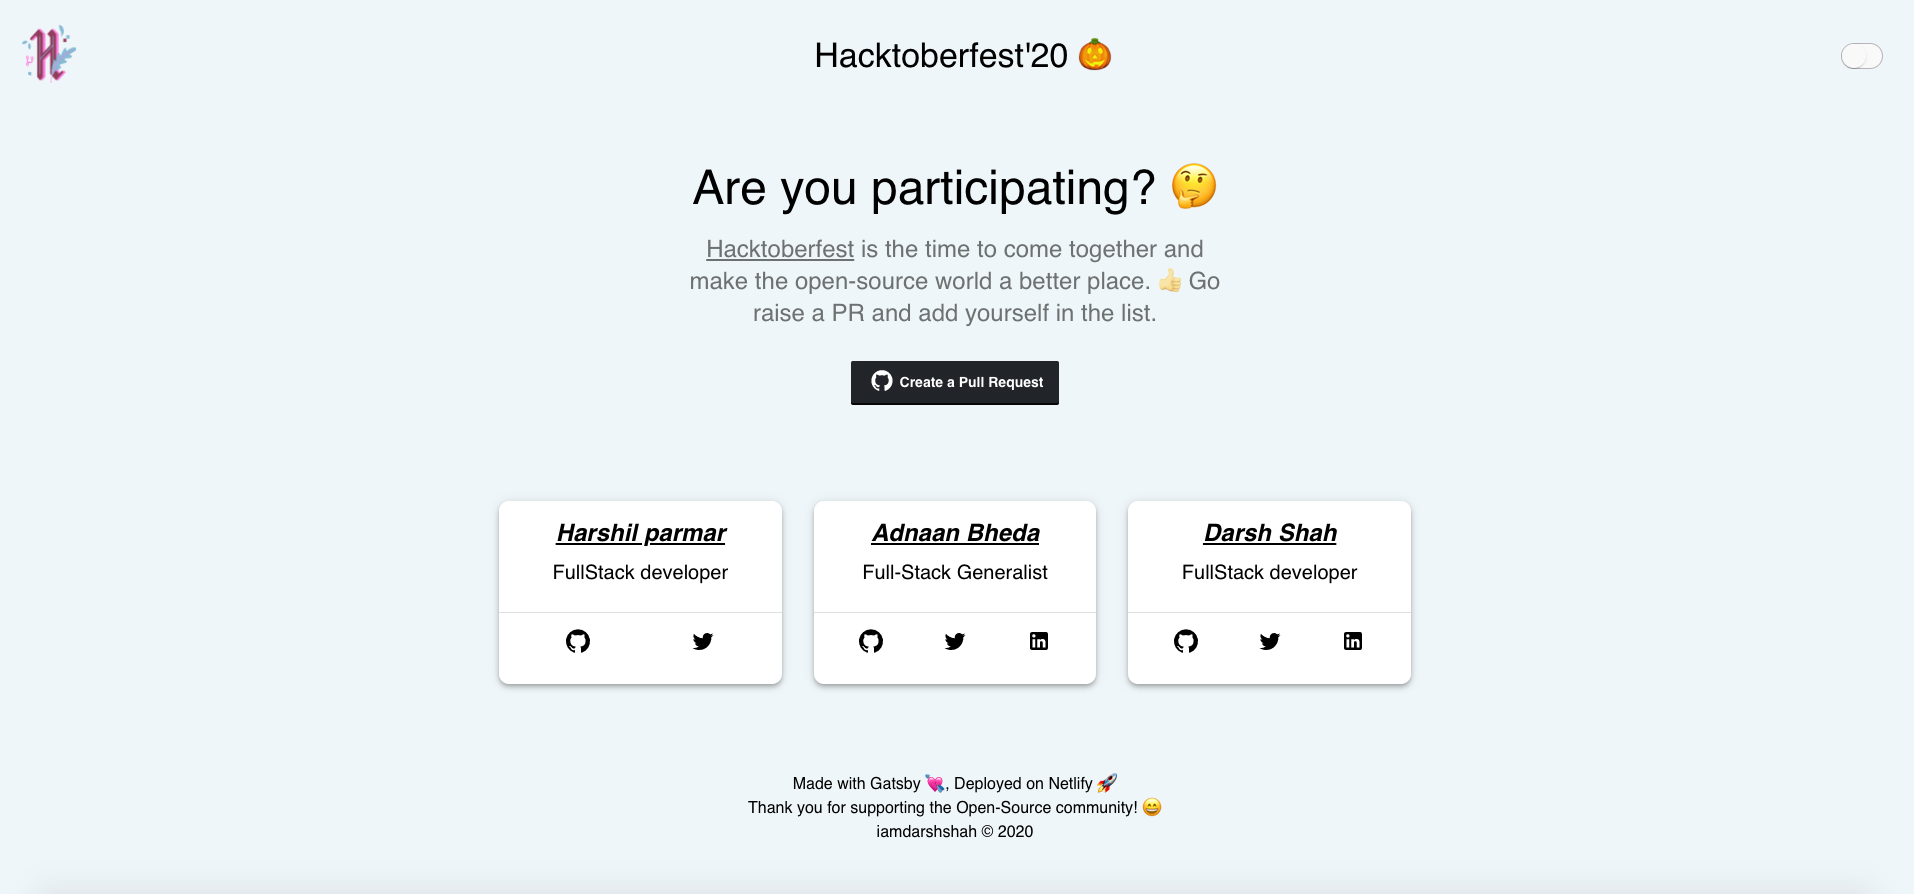 Hacktoberfest'20 🎃
Are you participating? 🤔
Hacktoberfest is the time to come together and
make the open-source world a better place. 👍 Go
raise a PR and add yourself in the list.
Create a Pull Request
Harshil parmar
FullStack developer
Adnaan Bheda
Full-Stack Generalist
Darsh Shah
FullStack developer
Made with Gatsby 💘, Deployed on Netlify 🚀
Thank you for supporting the Open-Source community! 😄
iamdarshshah © 2020